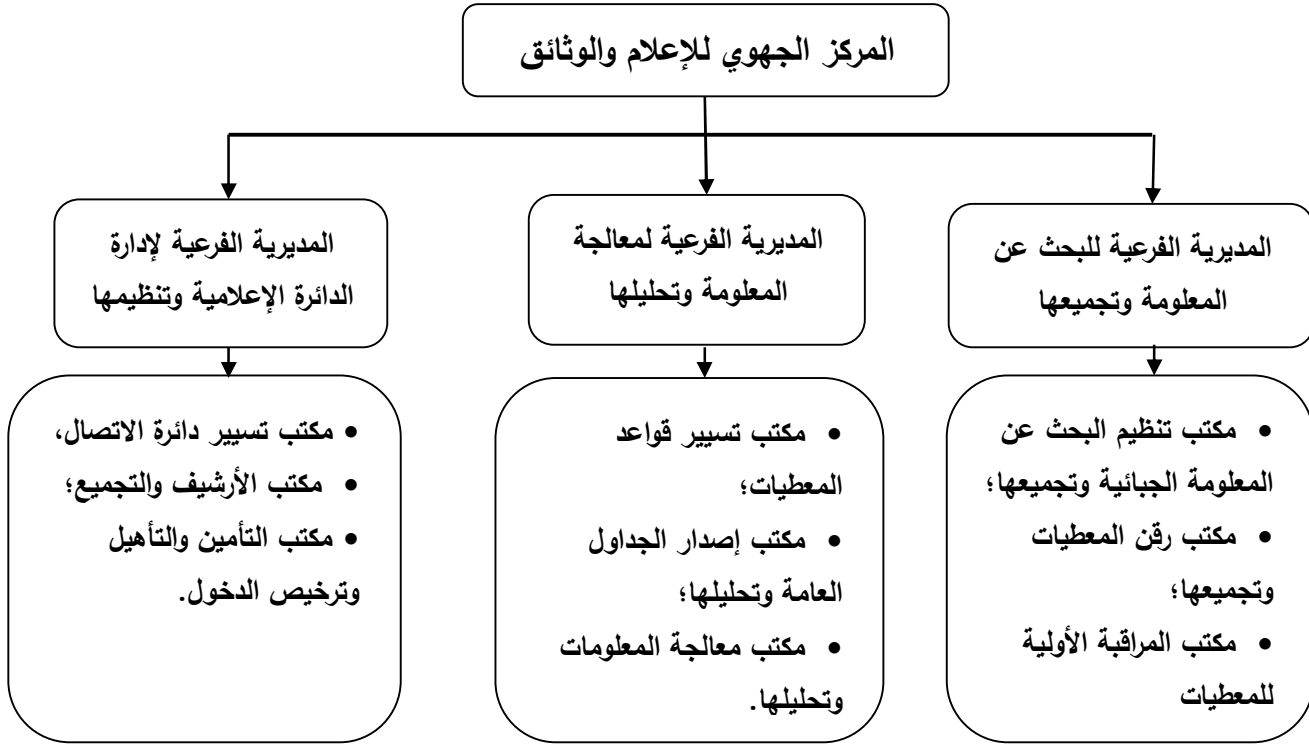 المركز الجهوي للإعلام والوثائق
المديرية الفرعية للبحث عن
المعلومة وتجميعها
المديرية الفرعية لمعالجة
المعلومة وتحليلها
المديرية الفرعية لإدارة
الدائرة الإعلامية وتنظيمها
• مكتب تنظيم البحث عن
المعلومة الجبائية وتجميعها؛
• مكتب رقن المعطيات
وتجميعها؛
• مكتب المراقبة الأولية
للمعطيات
• مكتب تسيير قواعد
المعطيات؛
• مكتب إصدار الجداول
العامة وتحليلها؛
• مكتب معالجة المعلومات
وتحليلها.
• مكتب تسيير دائرة الاتصال،
• مكتب الأرشيف والتجميع؛
• مكتب التأمين والتأهيل
وترخيص الدخول.